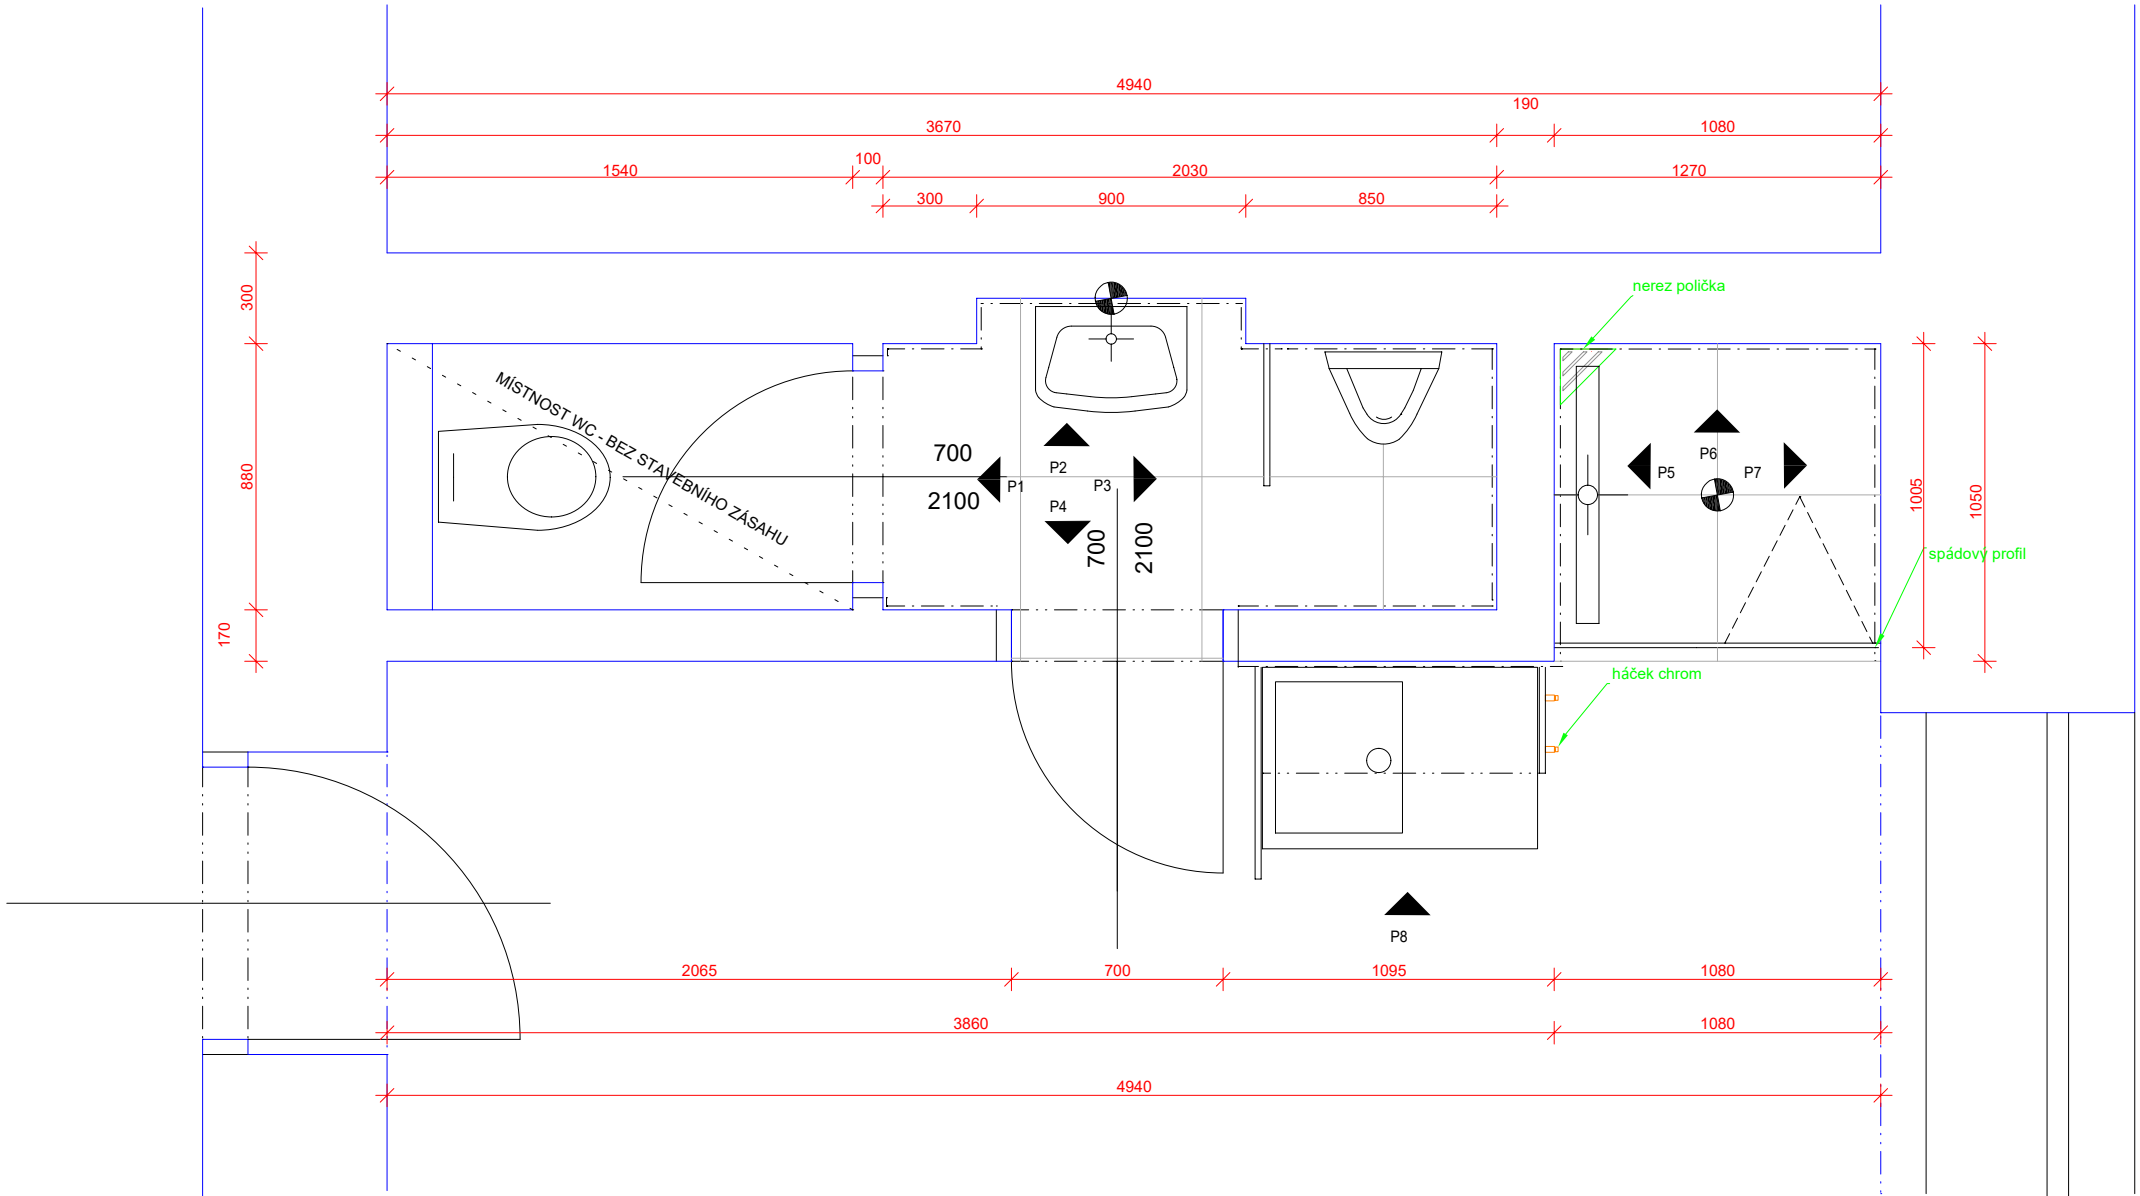 4940
190
3670
1080
100
1540
2030
1270
300
900
850
nerez polička
300
MÍSTNOST WC - BEZ STAVEBNÍHO ZÁSAHU
700
2100
P1
P2
P3
P4
700
2100
P5
P6
P7
880
170
1005
1050
spádový profil
háček chrom
P8
2065
700
1095
1080
3860
1080
4940